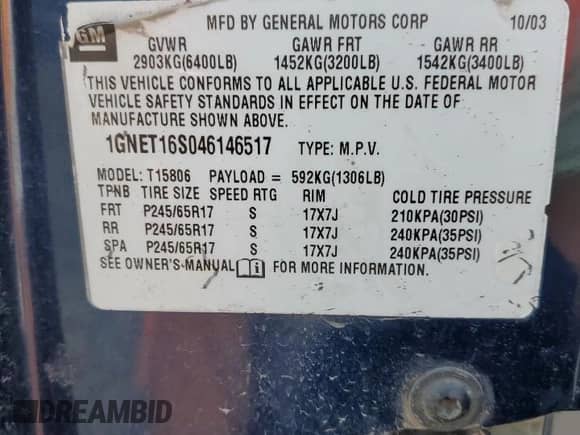 GM
MFD BY GENERAL MOTORS CORP 10/03
GVWR GAWR FRT GAWR RR
2903KG(6400LB) 1452KG(3200LB) 1542KG(3400LB)
THIS VEHICLE CONFORMS TO ALL APPLICABLE U.S. FEDERAL MOTOR
VEHICLE SAFETY STANDARDS IN EFFECT ON THE DATE OF
MANUFACTURE SHOWN ABOVE.
1GNET16S046146517 TYPE: M.P.V.
MODEL: T15806 PAYLOAD = 592KG(1306LB)
TPNB TIRE SIZE SPEED RTG RIM COLD TIRE PRESSURE
FRT P245/65R17 S 17X7J 210KPA(30PSI)
RR P245/65R17 S 17X7J 240KPA(35PSI)
SPA P245/65R17 S 17X7J 240KPA(35PSI)
SEE OWNER'S MANUAL FOR MORE INFORMATION.
DREAMBID